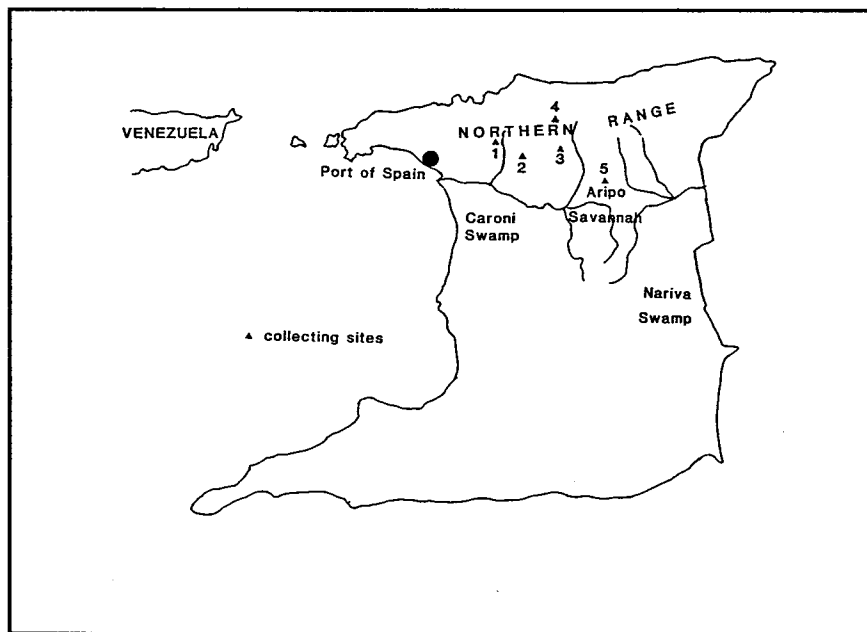 VENEZUELA
NORTHERN RANGE
4
1
2
3
5
Port of Spain
Aripo
Savannah
Caroni
Swamp
Nariva
Swamp
▲ collecting sites